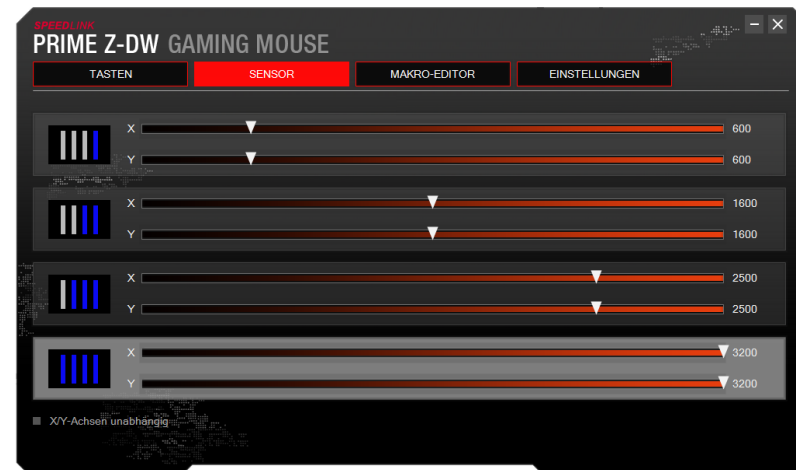 SPEEDLINK
PRIME Z-DW GAMING MOUSE
TASTEN SENSOR MAKRO-EDITOR EINSTELLUNGEN
X 600
Y 600
X 1600
Y 1600
X 2500
Y 2500
X 3200
Y 3200
X/Y-Achsen unabhängig